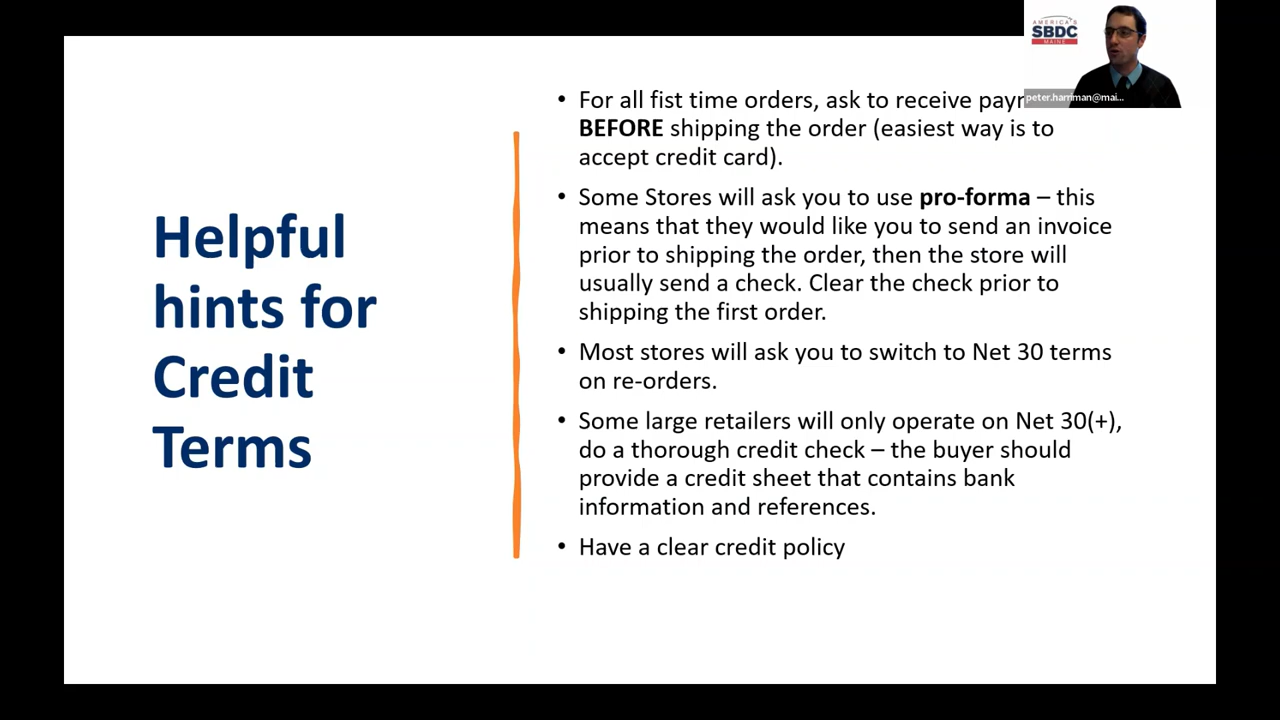 AMERICA'S
SBDC
MAINE
peter.harriman@mai...
Helpful
hints for
Credit
Terms
• For all fist time orders, ask to receive
BEFORE shipping the order (easiest way is to
accept credit card).
• Some Stores will ask you to use pro-forma – this
means that they would like you to send an invoice
prior to shipping the order, then the store will
usually send a check. Clear the check prior to
shipping the first order.
• Most stores will ask you to switch to Net 30 terms
on re-orders.
• Some large retailers will only operate on Net 30(+),
do a thorough credit check – the buyer should
provide a credit sheet that contains bank
information and references.
• Have a clear credit policy